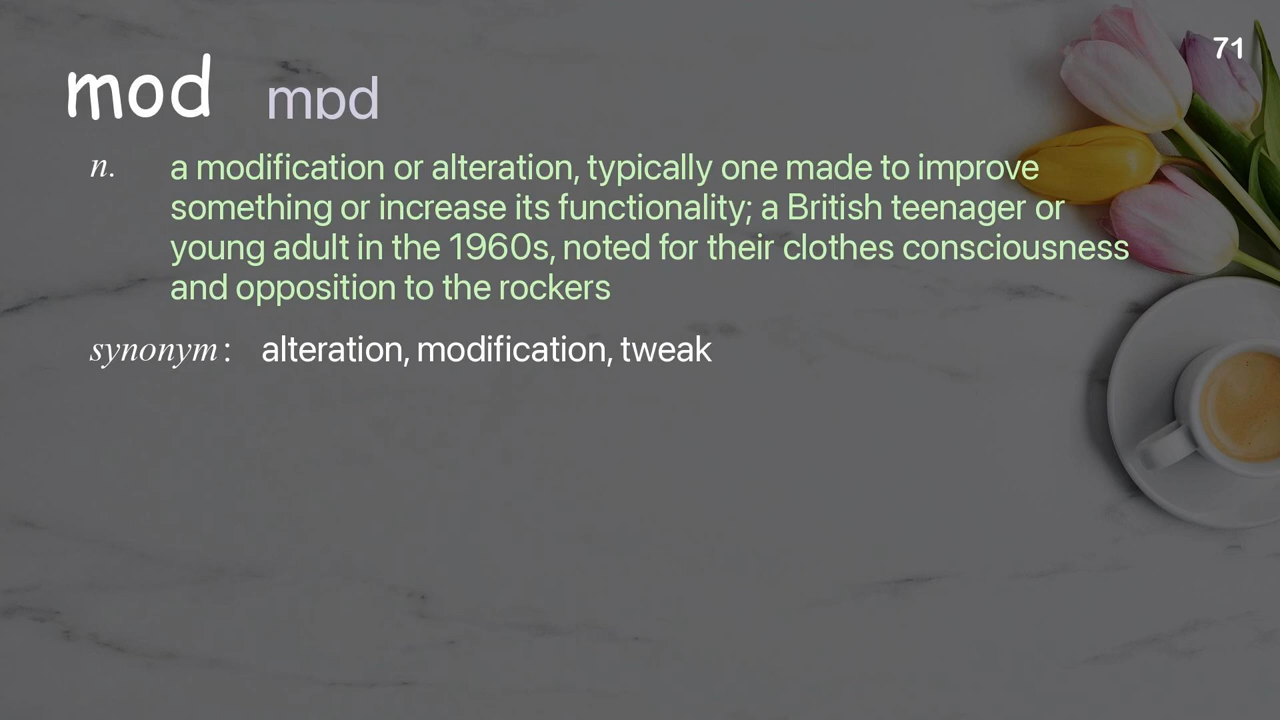 71
mod mɒd
n. a modification or alteration, typically one made to improve
something or increase its functionality; a British teenager or
young adult in the 1960s, noted for their clothes consciousness
and opposition to the rockers
synonym: alteration, modification, tweak